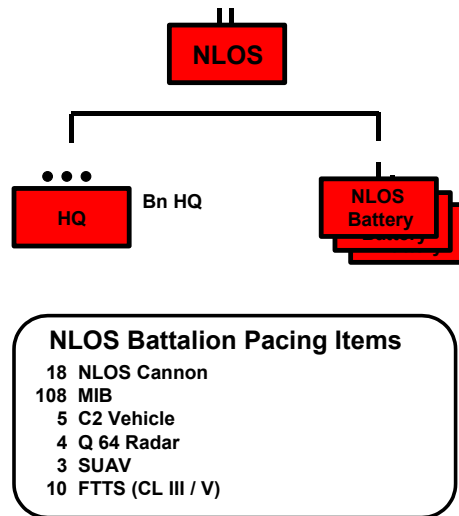 NLOS
HQ
Bn HQ
NLOS
Battery
Battery
NLOS Battalion Pacing Items
18 NLOS Cannon
108 MIB
5 C2 Vehicle
4 Q 64 Radar
3 SUAV
10 FTTS (CL III / V)